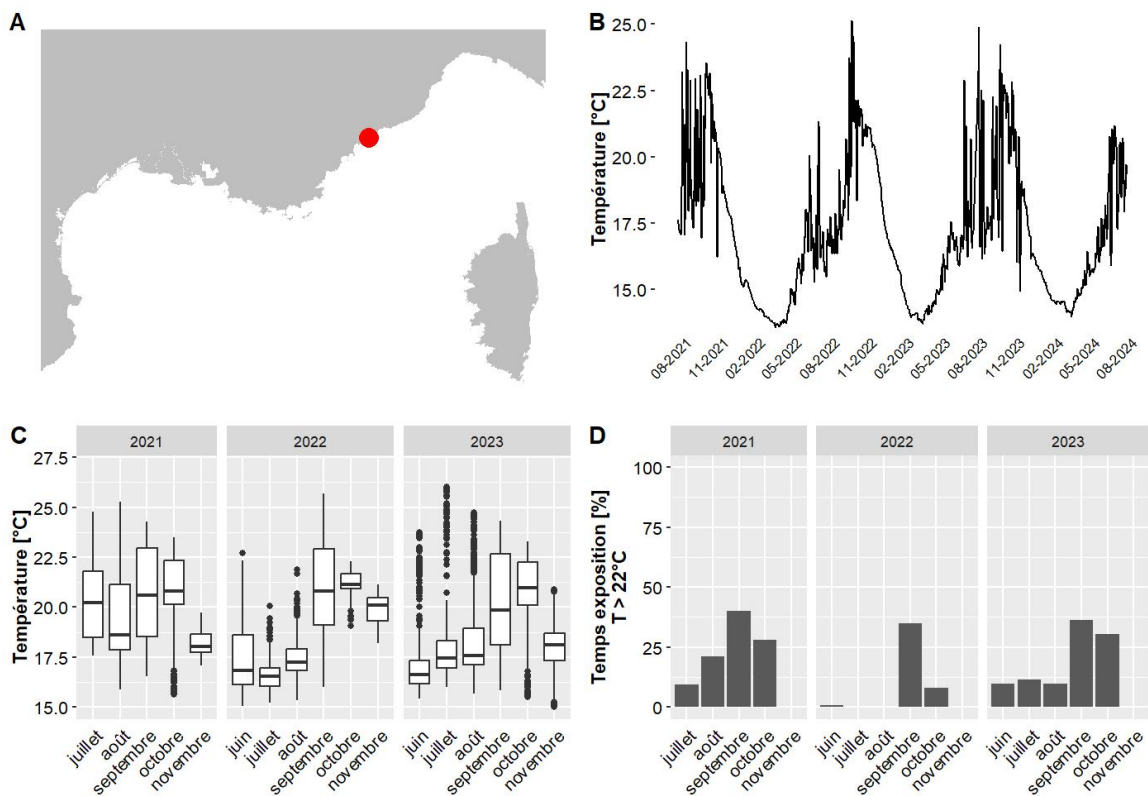 A
B
Température [°C]
25.0
22.5
20.0
17.5
15.0
08-2021
11-2021
02-2022
05-2022
08-2022
11-2022
02-2023
05-2023
08-2023
11-2023
02-2024
05-2024
08-2024
C
2021
2022
2023
Température [°C]
27.5
25.0
22.5
20.0
17.5
15.0
juillet
août
septembre
octobre
novembre
juin
juillet
août
septembre
octobre
novembre
juin
juillet
août
septembre
octobre
novembre
D
2021
2022
2023
Temps exposition [%]
T > 22°C
100
75
50
25
0
juillet
août
septembre
octobre
novembre
juin
juillet
août
septembre
octobre
novembre
juin
juillet
août
septembre
octobre
novembre